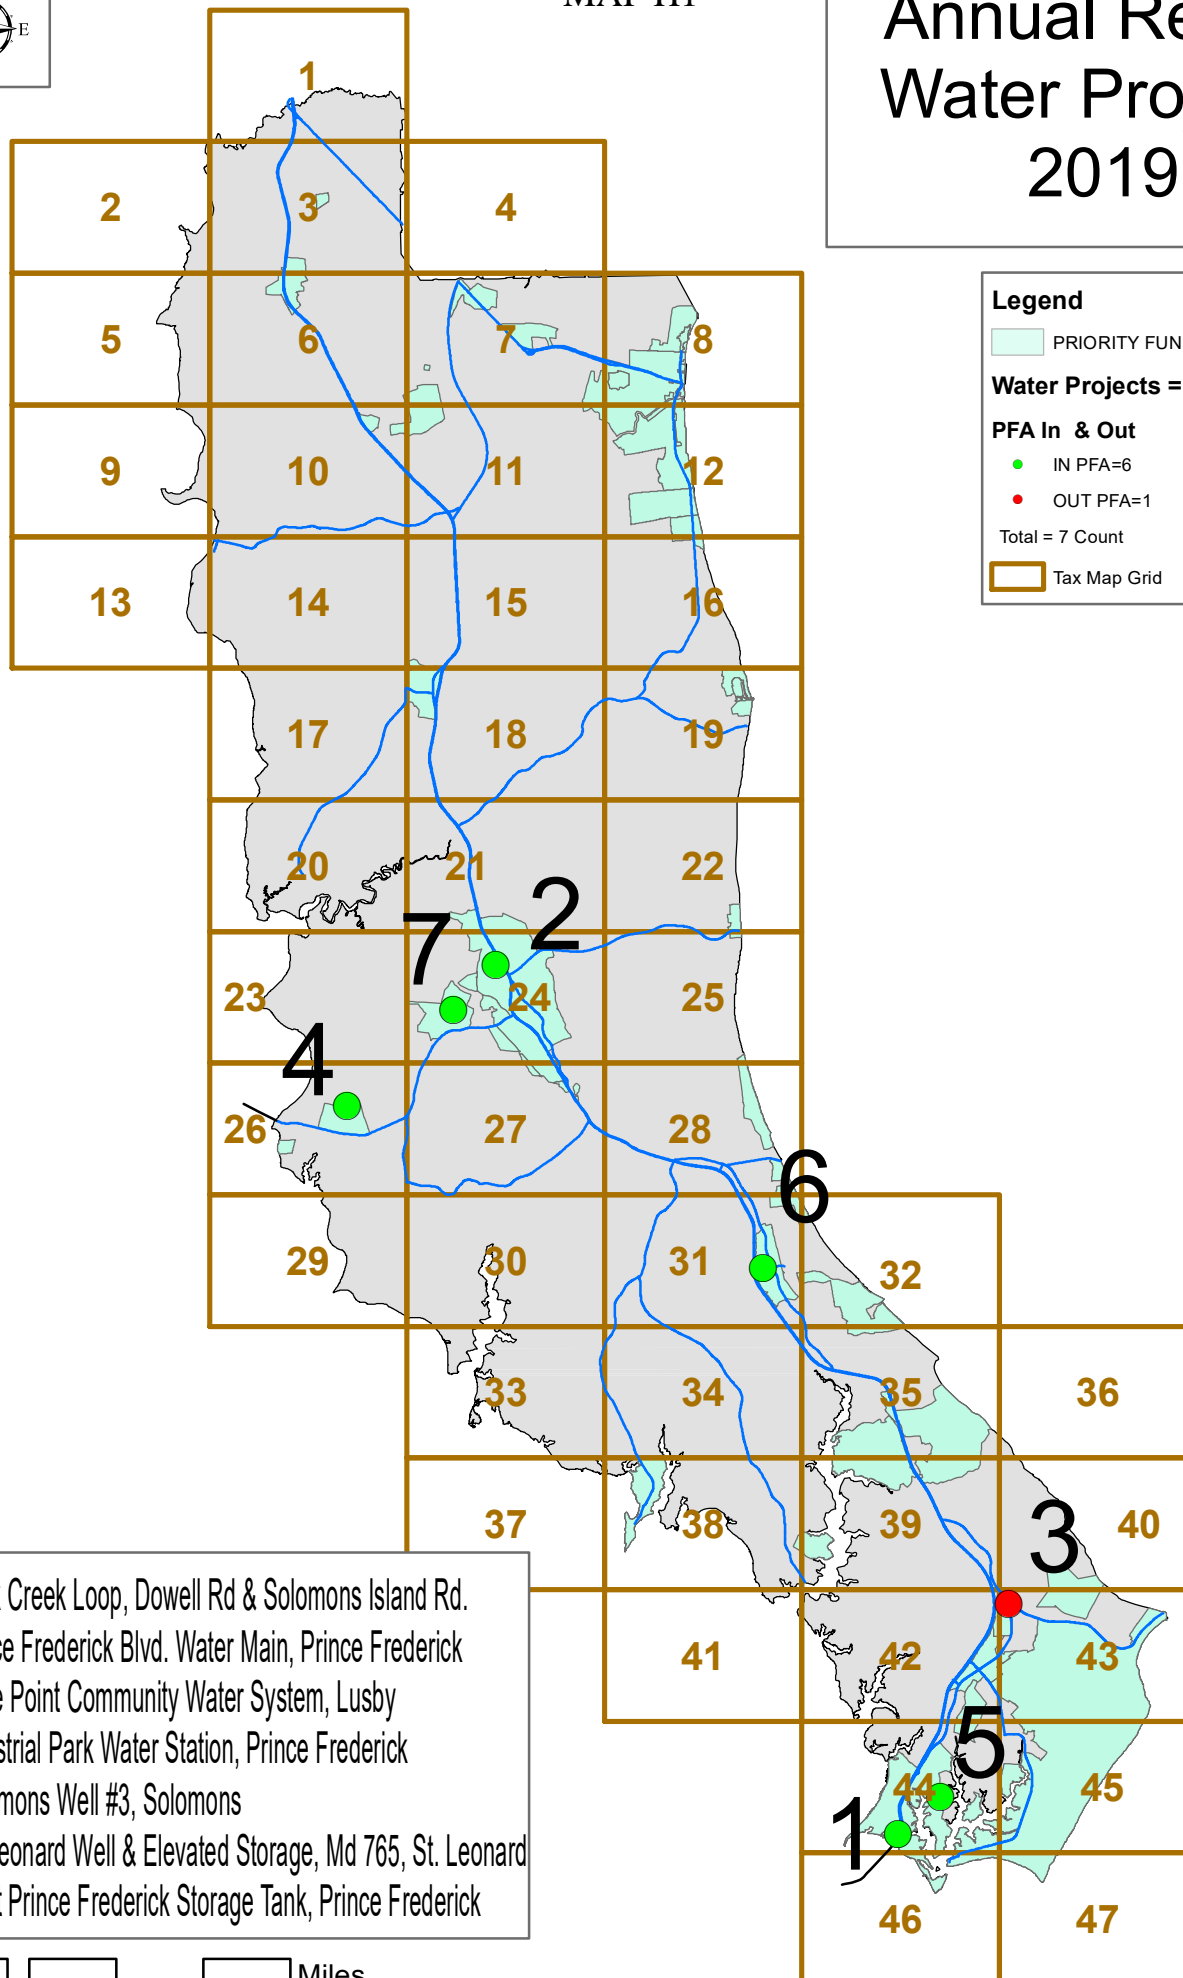 MAP III
E
Annual Re
Water Pro
2019
Legend
PRIORITY FUN
Water Projects =
PFA In & Out
IN PFA=6
OUT PFA=1
Total = 7 Count
Tax Map Grid
1
2
3
4
5
6
7
8
9
10
11
12
13
14
15
16
17
18
19
20
21
22
2
7
23
24
25
4
26
27
28
6
29
30
31
32
33
34
35
36
37
38
39
3
40
41
42
43
5
44
45
1
46
47
Creek Loop, Dowell Rd & Solomons Island Rd.
ce Frederick Blvd. Water Main, Prince Frederick
e Point Community Water System, Lusby
strial Park Water Station, Prince Frederick
mons Well #3, Solomons
eonard Well & Elevated Storage, Md 765, St. Leonard
t Prince Frederick Storage Tank, Prince Frederick
Miles